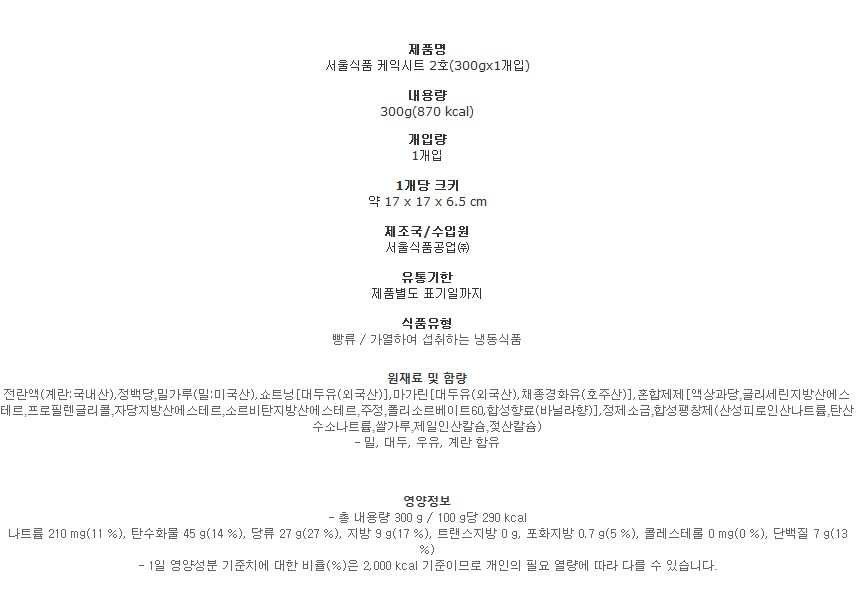 제품명
서울식품 케익시트 2호(300gx1개입)
내용량
300g(870 kcal)
개입량
1개입
1개당 크키
약 17 x 17 x 6.5 cm
제조국/수입원
서울식품공업㈜
유통기한
제품별도 표기일까지
식품유형
빵류 / 가열하여 섭취하는 냉동식품
원재료 및 함량
전란액(계란:국내산),정백당,밀가루(밀:미국산),쇼트닝[대두유(외국산)],마가린[대두유(외국산),채종경화유(호주산)],혼합제제[액상과당,글리세린지방산에스
테르,프로필렌글리콜,자당지방산에스테르,소르비탄지방산에스테르,주정,폴리소르베이트60,합성향료(바닐라향)],정제소금,합성팽창제(산성피로인산나트륨,탄산
수소나트륨,쌀가루,제일인산칼슘,젖산칼슘)
- 밀, 대두, 우유, 계란 함유
영양정보
- 총 내용량 300 g / 100 g당 290 kcal
나트륨 210 mg(11 %), 탄수화물 45 g(14 %), 당류 27 g(27 %), 지방 9 g(17 %), 트랜스지방 0 g, 포화지방 0.7 g(5 %), 콜레스테롤 0 mg(0 %), 단백질 7 g(13
%)
- 1일 영양성분 기준치에 대한 비율(%)은 2,000 kcal 기준이므로 개인의 필요 열량에 따라 다를 수 있습니다.